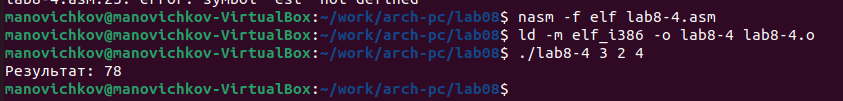 lab8-4.asm:25: error: symbol `est' not defined
manovichkov@manovichkov-VirtualBox:~/work/arch-pc/lab08$ nasm -f elf lab8-4.asm
manovichkov@manovichkov-VirtualBox:~/work/arch-pc/lab08$ ld -m elf_i386 -o lab8-4 lab8-4.o
manovichkov@manovichkov-VirtualBox:~/work/arch-pc/lab08$ ./lab8-4 3 2 4
Результат: 78
manovichkov@manovichkov-VirtualBox:~/work/arch-pc/lab08$